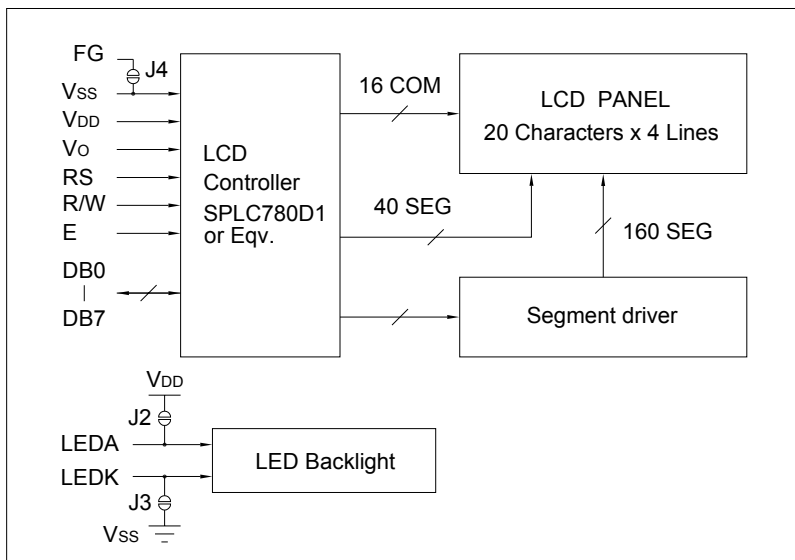 FG
J4
VSS
VDD
VO
RS
R/W
E
DB0
DB7
LCD
Controller
SPLC780D1
or Eqv.
16 COM
40 SEG
160 SEG
LCD PANEL
20 Characters x 4 Lines
Segment driver
VDD
J2
LEDA
LEDK
J3
VSS
LED Backlight